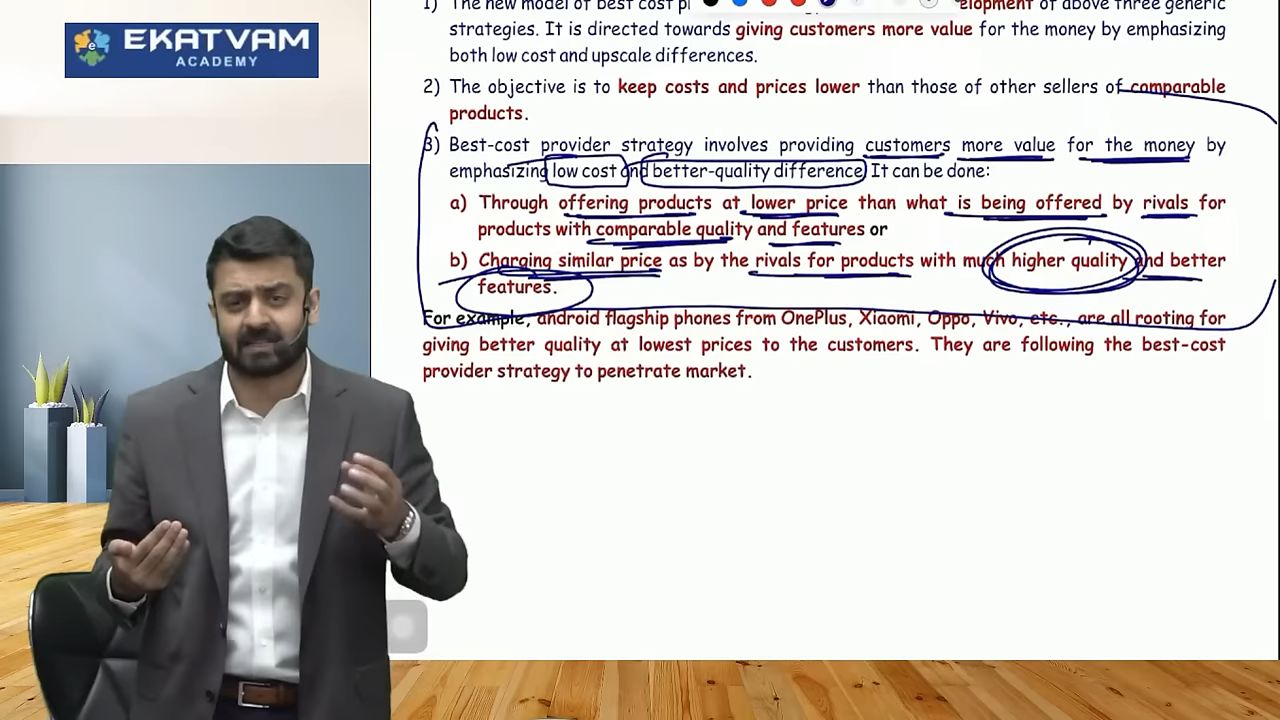 EKATVAM
ACADEMY
1) The new model of best cost
elopment of above three generic
strategies. It is directed towards giving customers more value for the money by emphasizing
both low cost and upscale differences.
2) The objective is to keep costs and prices lower than those of other sellers of comparable
products.
3) Best-cost provider strategy involves providing customers more value for the money by
emphasizing low cost and better-quality difference. It can be done:
a) Through offering products at lower price than what is being offered by rivals for
products with comparable quality and features or
b) Charging similar price as by the rivals for products with much higher quality and better
features.
For example, android flagship phones from OnePlus, Xiaomi, Oppo, Vivo, etc., are all rooting for
giving better quality at lowest prices to the customers. They are following the best-cost
provider strategy to penetrate market.